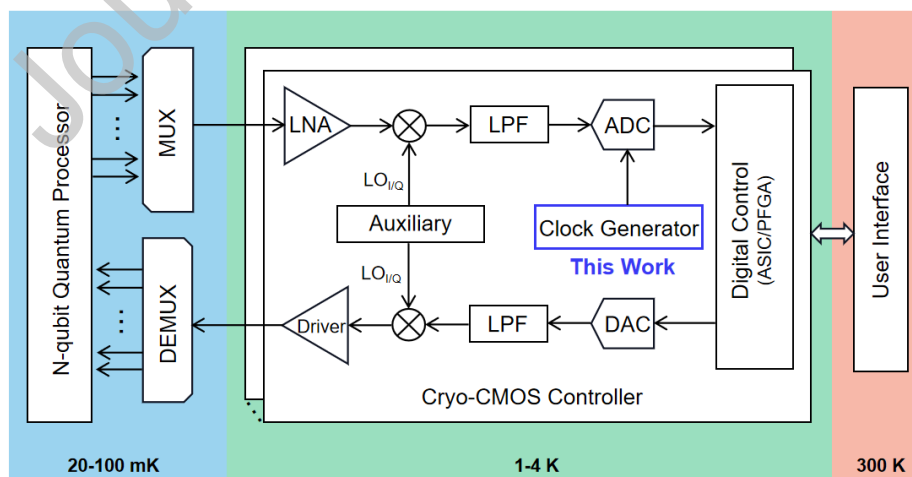 Jou
N-qubit Quantum Processor
MUX
LNA
LPF
ADC
LO I/Q
Auxiliary
Clock Generator
This Work
Digital Control
(ASIC/PFGA)
User Interface
LO I/Q
DEMUX
Driver
LPF
DAC
Cryo-CMOS Controller
20-100 mK
1-4 K
300 K